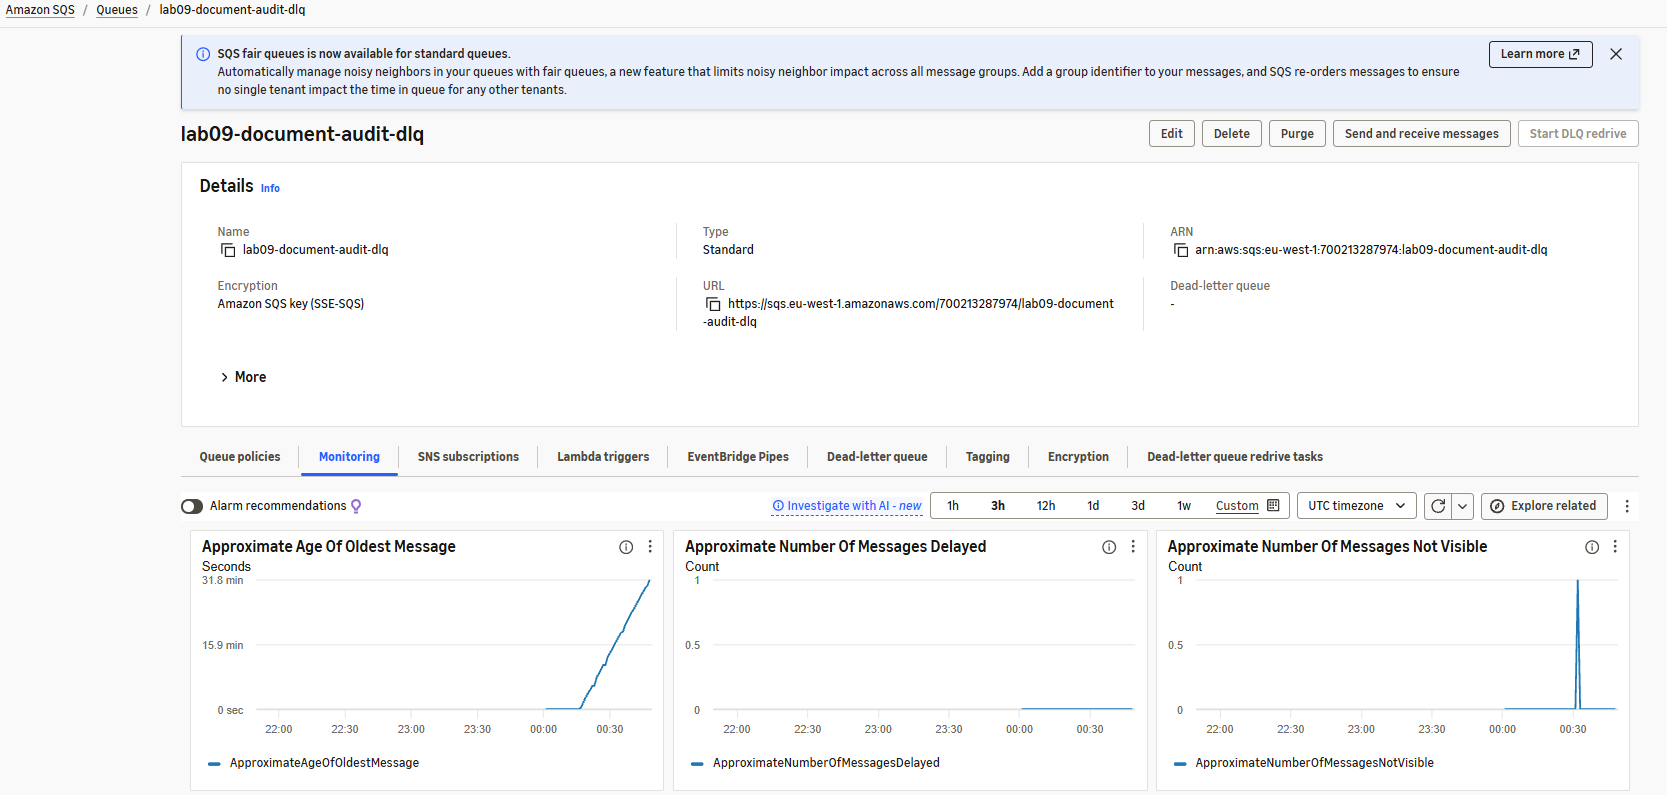 Amazon SQS / Queues / lab09-document-audit-dlq
SQS fair queues is now available for standard queues.
Automatically manage noisy neighbors in your queues with fair queues, a new feature that limits noisy neighbor impact across all message groups. Add a group identifier to your messages, and SQS re-orders messages to ensure
no single tenant impact the time in queue for any other tenants.
Learn more
lab09-document-audit-dlq
Edit
Delete
Purge
Send and receive messages
Start DLQ redrive
Details Info
Name
lab09-document-audit-dlq
Type
Standard
ARN
arn:aws:sqs:eu-west-1:700213287974:lab09-document-audit-dlq
Encryption
Amazon SQS key (SSE-SQS)
URL
https://sqs.eu-west-1.amazonaws.com/700213287974/lab09-document
-audit-dlq
Dead-letter queue
-
More
Queue policies
Monitoring
SNS subscriptions
Lambda triggers
EventBridge Pipes
Dead-letter queue
Tagging
Encryption
Dead-letter queue redrive tasks
Alarm recommendations
Investigate with AI - new
1h 3h 12h 1d 3d 1w Custom
UTC timezone
Explore related
Approximate Age Of Oldest Message
Seconds
31.8 min
15.9 min
0 sec
22:00 22:30 23:00 23:30 00:00 00:30
ApproximateAgeOfOldestMessage
Approximate Number Of Messages Delayed
Count
1
0.5
0
22:00 22:30 23:00 23:30 00:00 00:30
ApproximateNumberOfMessagesDelayed
Approximate Number Of Messages Not Visible
Count
1
0.5
0
22:00 22:30 23:00 23:30 00:00 00:30
ApproximateNumberOfMessagesNotVisible